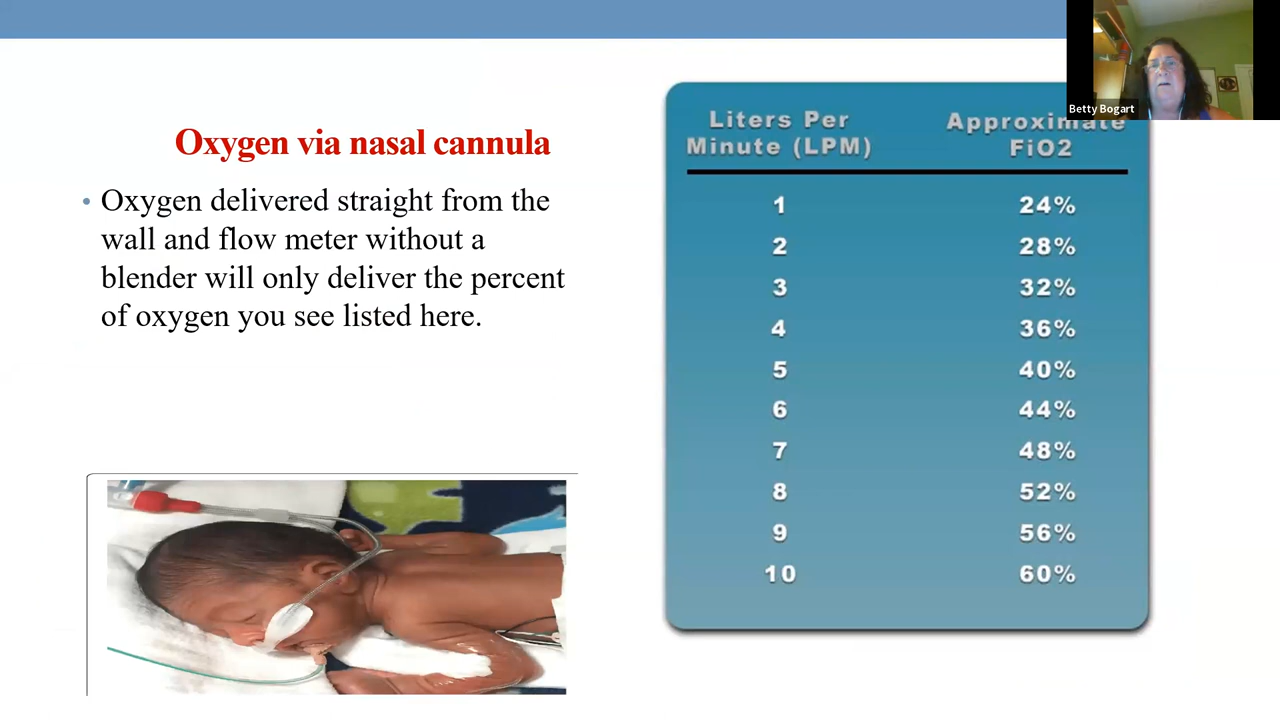 Betty Bogart
Oxygen via nasal cannula
• Oxygen delivered straight from the
wall and flow meter without a
blender will only deliver the percent
of oxygen you see listed here.
Liters Per Minute (LPM)
Approximate FiO2
1 24%
2 28%
3 32%
4 36%
5 40%
6 44%
7 48%
8 52%
9 56%
10 60%